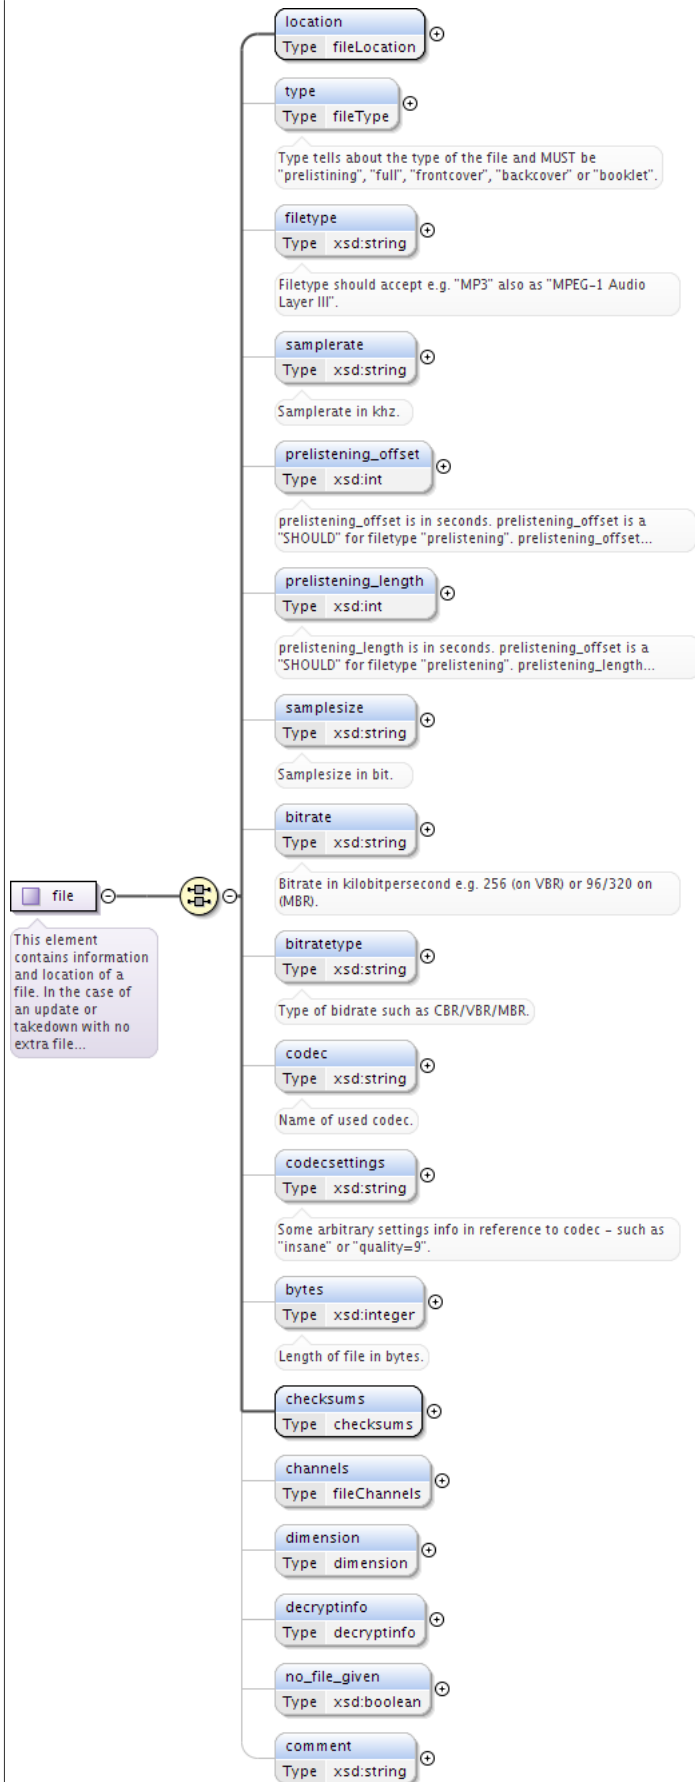 location
Type fileLocation
type
Type fileType
Type tells about the type of the file and MUST be
"prelistining", "full", "frontcover", "backcover" or "booklet".
filetype
Type xsd:string
Filetype should accept e.g. "MP3" also as "MPEG-1 Audio
Layer III".
samplerate
Type xsd:string
Samplerate in khz.
prelistening_offset
Type xsd:int
prelistening_offset is in seconds. prelistening_offset is a
"SHOULD" for filetype "prelistening". prelistening_offset...
prelistening_length
Type xsd:int
prelistening_length is in seconds. prelistening_offset is a
"SHOULD" for filetype "prelistening". prelistening_length...
samplesize
Type xsd:string
Samplesize in bit.
bitrate
Type xsd:string
Bitrate in kilobitpersecond e.g. 256 (on VBR) or 96/320 on
(MBR).
file
This element
contains information
and location of a
file. In the case of
an update or
takedown with no
extra file...
bitratetype
Type xsd:string
Type of bidrate such as CBR/VBR/MBR.
codec
Type xsd:string
Name of used codec.
codecsettings
Type xsd:string
Some arbitrary settings info in reference to codec - such as
"insane" or "quality=9".
bytes
Type xsd:integer
Length of file in bytes.
checksums
Type checksums
channels
Type fileChannels
dimension
Type dimension
decryptinfo
Type decryptinfo
no_file_given
Type xsd:boolean
comment
Type xsd:string